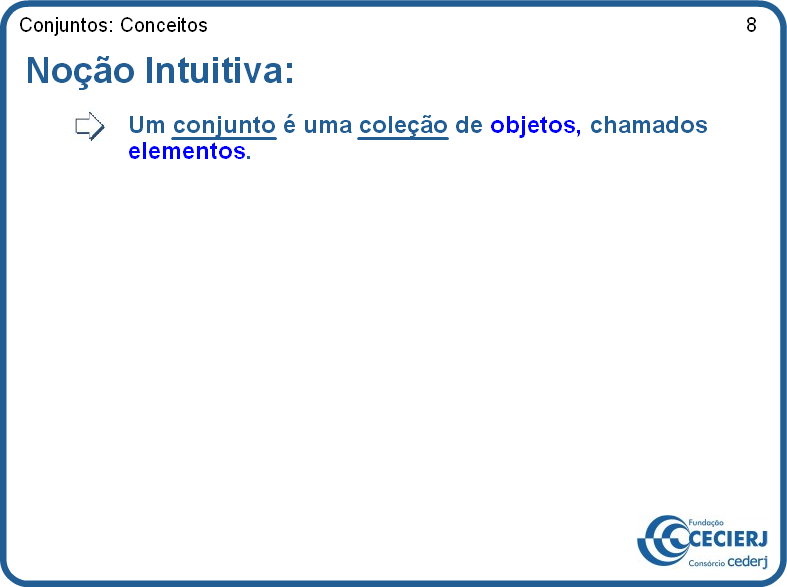 Conjuntos: Conceitos 8
Noção Intuitiva:
Um conjunto é uma coleção de objetos, chamados
elementos.
Fundação
CECIERJ
Consórcio cederj